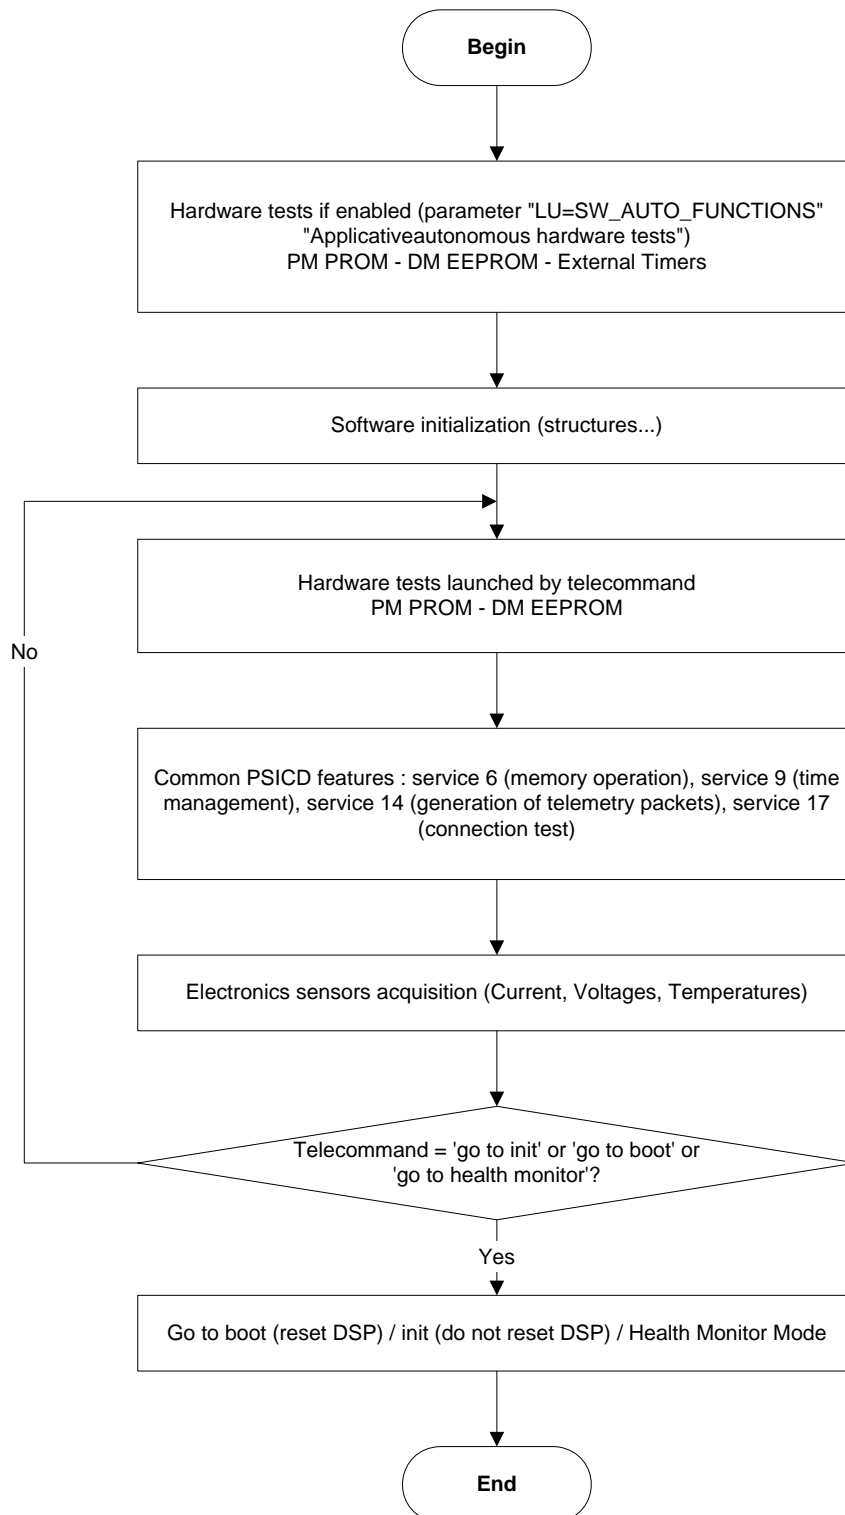 Begin
Hardware tests if enabled (parameter "LU=SW_AUTO_FUNCTIONS"
"Applicativeautonomous hardware tests")
PM PROM - DM EEPROM - External Timers
Software initialization (structures...)
Hardware tests launched by telecommand
PM PROM - DM EEPROM
No
Common PSICD features : service 6 (memory operation), service 9 (time
management), service 14 (generation of telemetry packets), service 17
(connection test)
Electronics sensors acquisition (Current, Voltages, Temperatures)
Telecommand = 'go to init' or 'go to boot' or
'go to health monitor'?
Yes
Go to boot (reset DSP) / init (do not reset DSP) / Health Monitor Mode
End